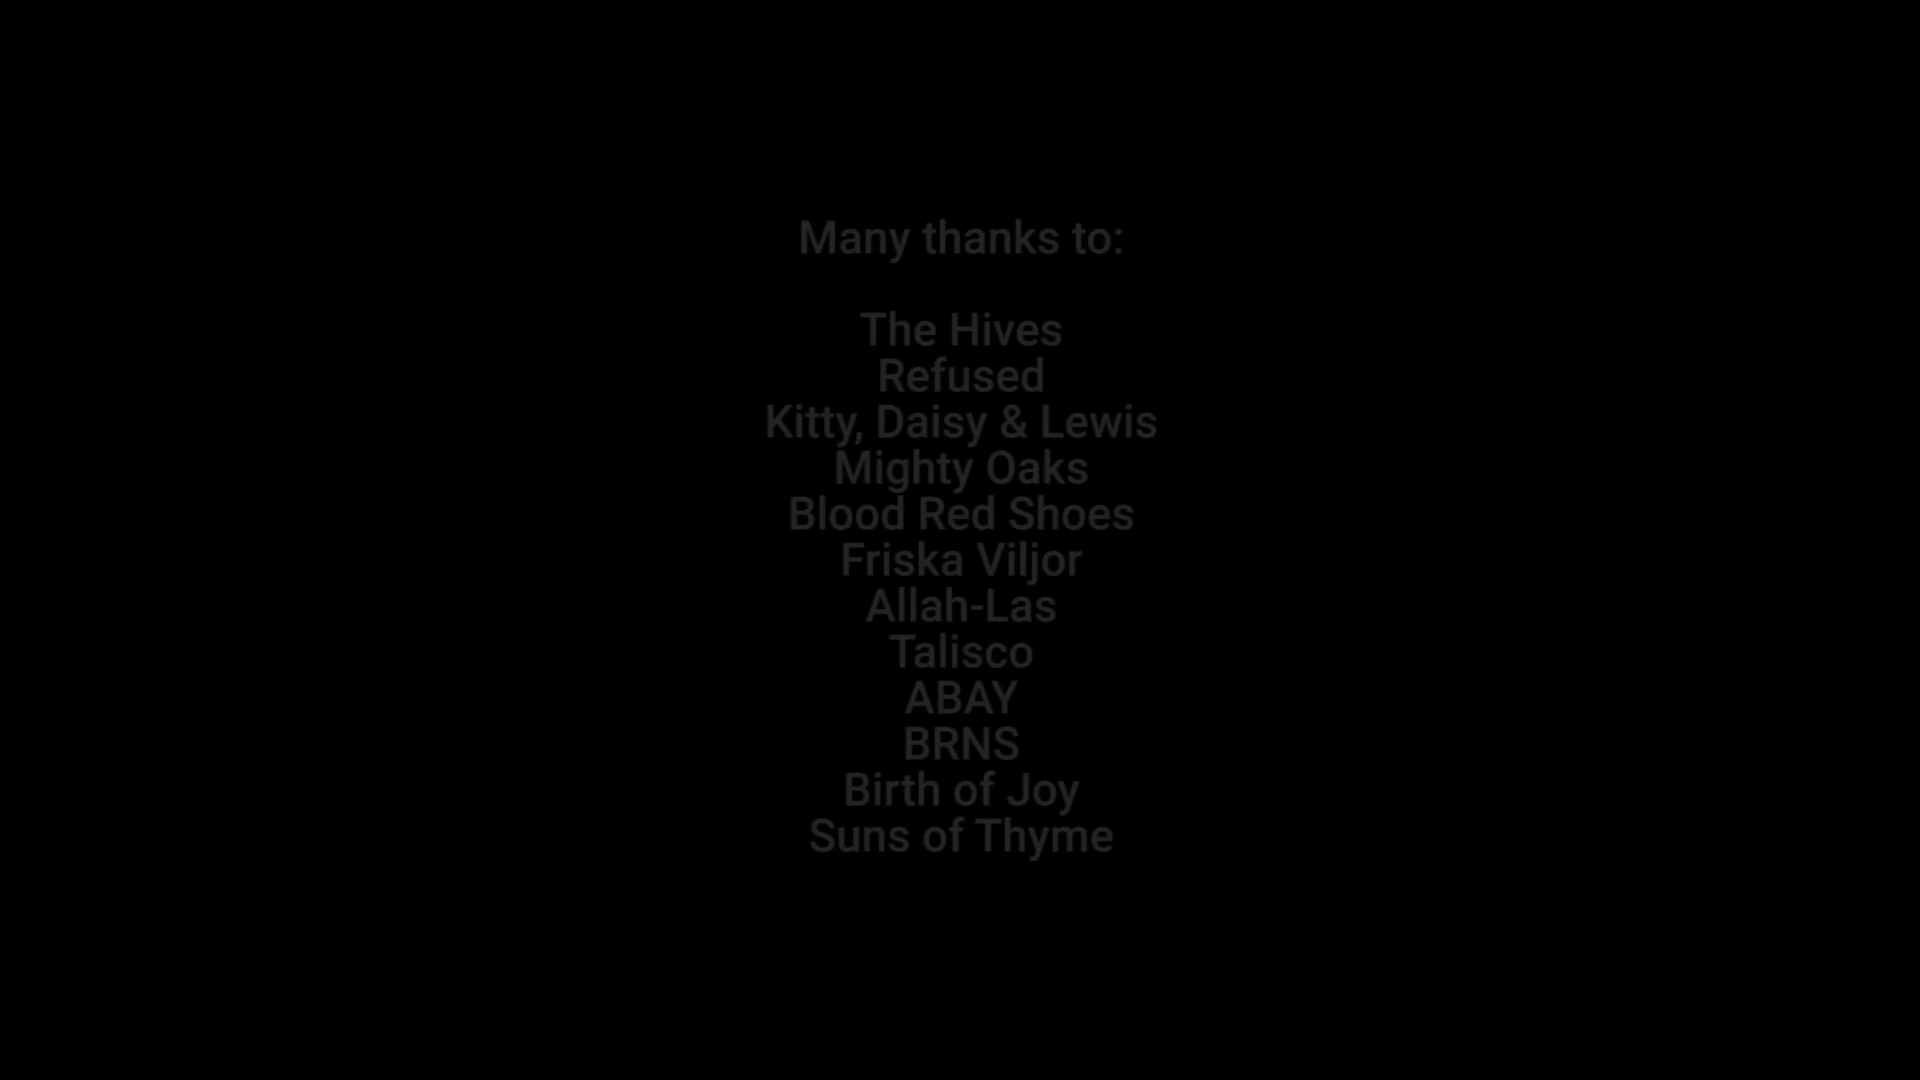 Many thanks to:
The Hives
Refused
Kitty, Daisy & Lewis
Mighty Oaks
Blood Red Shoes
Friska Viljor
Allah-Las
Talisco
ABAY
BRNS
Birth of Joy
Suns of Thyme